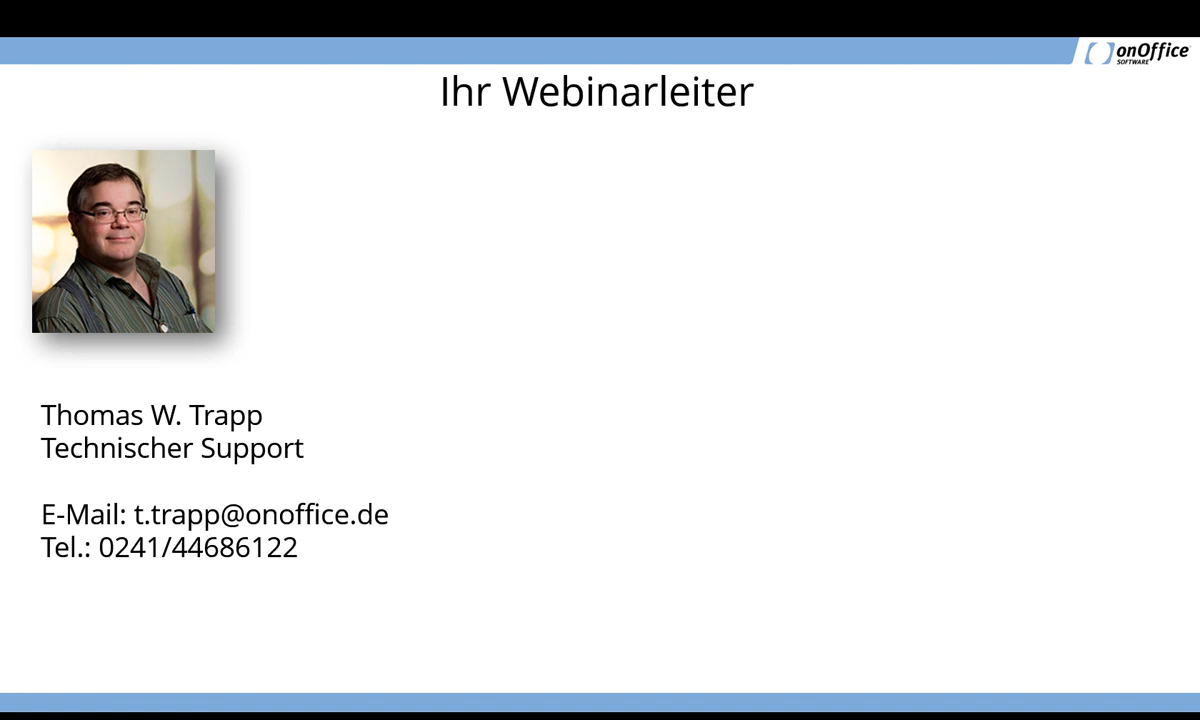 onOffice
SOFTWARE
Ihr Webinarleiter
Thomas W. Trapp
Technischer Support
E-Mail: t.trapp@onoffice.de
Tel.: 0241/44686122